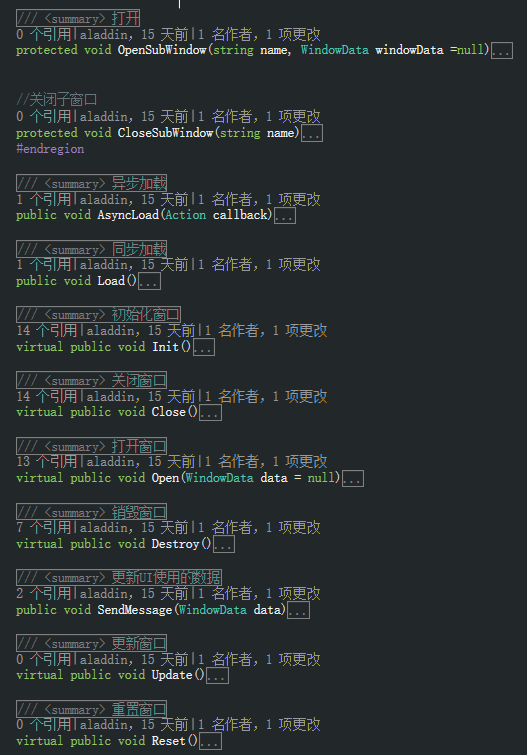 /// <summary> 打开
0 个引用|aladdin, 15 天前|1 名作者, 1 项更改
protected void OpenSubWindow(string name, WindowData windowData =null)...
//关闭子窗口
0 个引用|aladdin, 15 天前|1 名作者, 1 项更改
protected void CloseSubWindow(string name)...
#endregion
/// <summary> 异步加载
1 个引用|aladdin, 15 天前|1 名作者, 1 项更改
public void AsyncLoad(Action callback)...
/// <summary> 同步加载
1 个引用|aladdin, 15 天前|1 名作者, 1 项更改
public void Load()...
/// <summary> 初始化窗口
14 个引用|aladdin, 15 天前|1 名作者, 1 项更改
virtual public void Init()...
/// <summary> 关闭窗口
14 个引用|aladdin, 15 天前|1 名作者, 1 项更改
virtual public void Close()...
/// <summary> 打开窗口
13 个引用|aladdin, 15 天前|1 名作者, 1 项更改
virtual public void Open(WindowData data = null)...
/// <summary> 销毁窗口
7 个引用|aladdin, 15 天前|1 名作者, 1 项更改
virtual public void Destroy()...
/// <summary> 更新UI使用的数据
2 个引用|aladdin, 15 天前|1 名作者, 1 项更改
public void SendMessage(WindowData data)...
/// <summary> 更新窗口
0 个引用|aladdin, 15 天前|1 名作者, 1 项更改
virtual public void Update()...
/// <summary> 重置窗口
0 个引用|aladdin, 15 天前|1 名作者, 1 项更改
virtual public void Reset()...